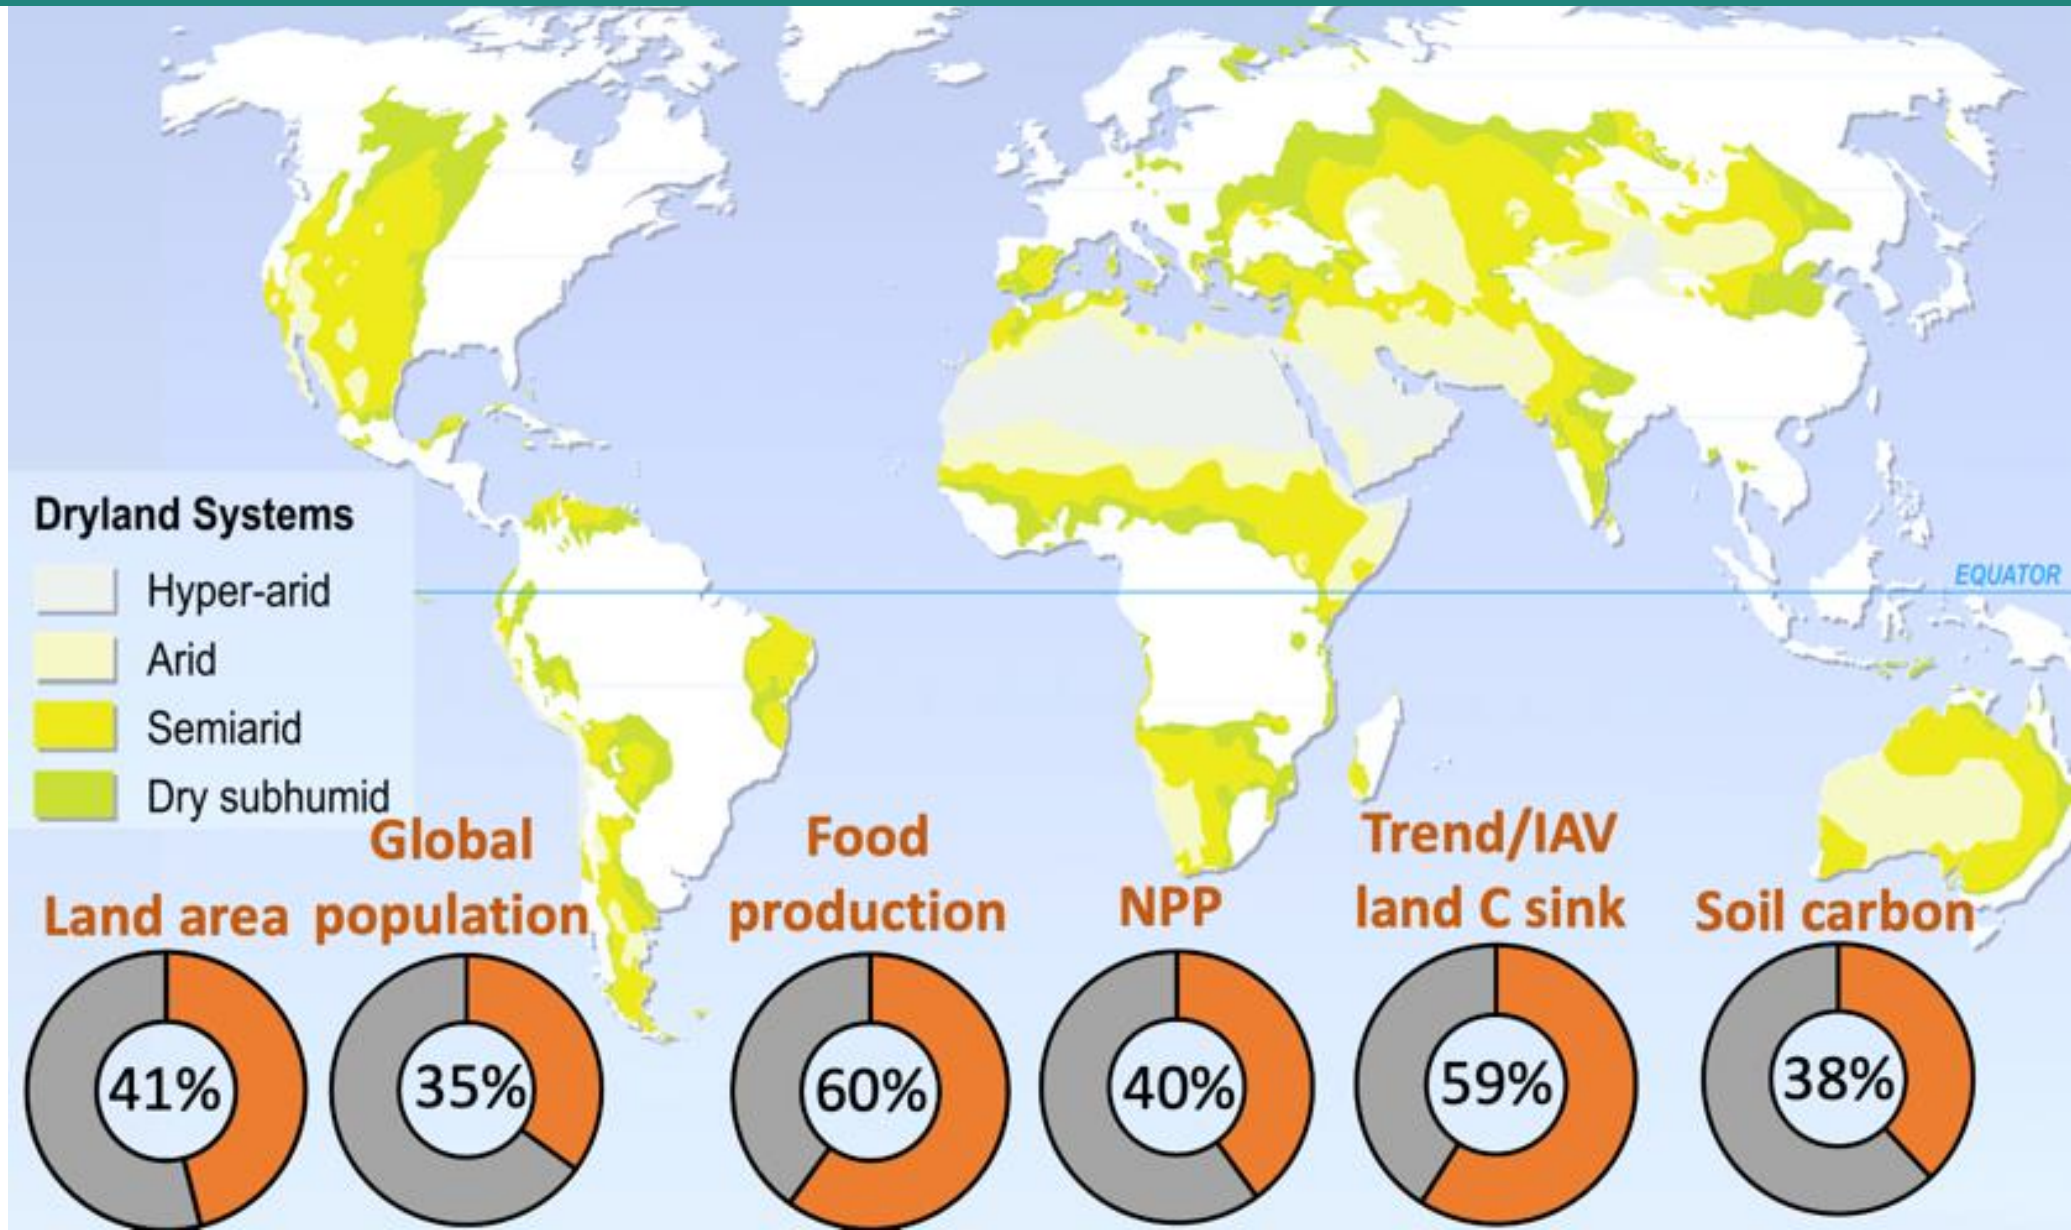 EQUATOR
Dryland Systems
Hyper-arid
Arid
Semiarid
Dry subhumid
Land area
Global
population
Food
production
NPP
Trend/IAV
land C sink
Soil carbon
41%
35%
60%
40%
59%
38%